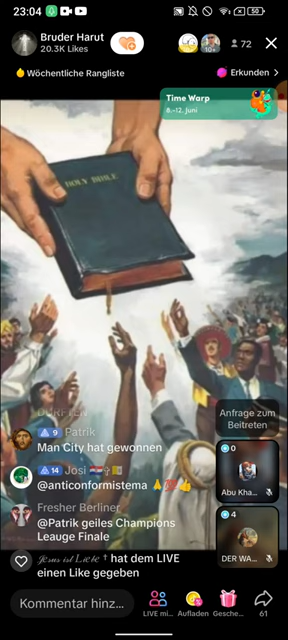 23:04
50
Bruder Harut
20.3K Likes
10+
72
Wöchentliche Rangliste
Erkunden >
Time Warp
8.–12. Juni
HOLY BIBLE
DÜRFTEN
9 Patrik
Man City hat gewonnen
14 Josi
@anticonformistema 🙏💯👍
Fresher Berliner
@Patrik geiles Champions
Leauge Finale
Jesus ist Liebe † hat dem LIVE
einen Like gegeben
Anfrage zum
Beitreten
0
Abu Kha...
4
DER WA...
Kommentar hinz...
LIVE mi...
Aufladen
Gesche...
61